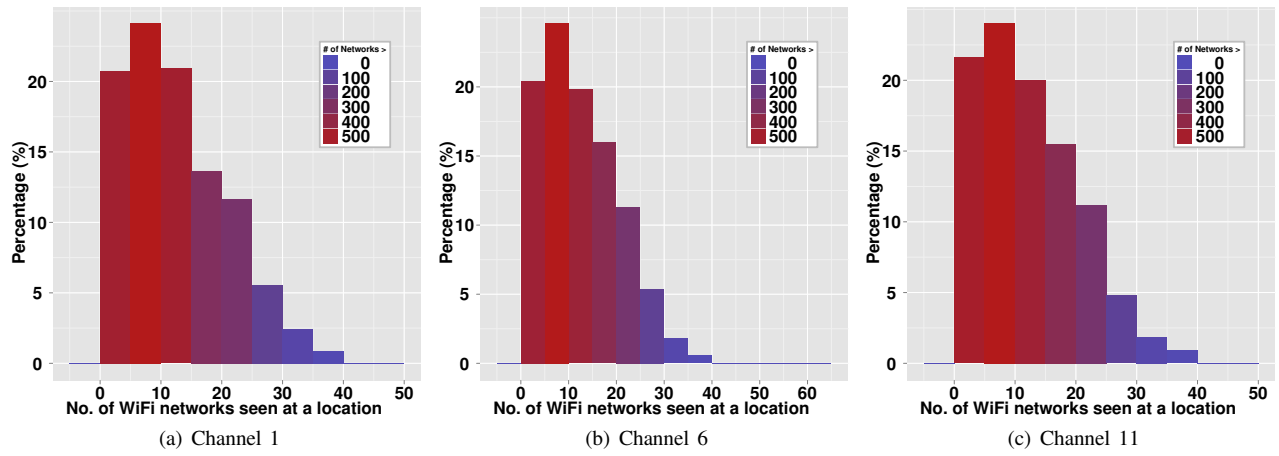 # of Networks >
0
100
200
300
400
500
20
15
10
5
0
Percentage (%)
0 10 20 30 40 50
No. of WiFi networks seen at a location
(a) Channel 1
# of Networks >
0
100
200
300
400
500
20
15
10
5
0
Percentage (%)
0 10 20 30 40 50 60
No. of WiFi networks seen at a location
(b) Channel 6
# of Networks >
0
100
200
300
400
500
20
15
10
5
0
Percentage (%)
0 10 20 30 40 50
No. of WiFi networks seen at a location
(c) Channel 11